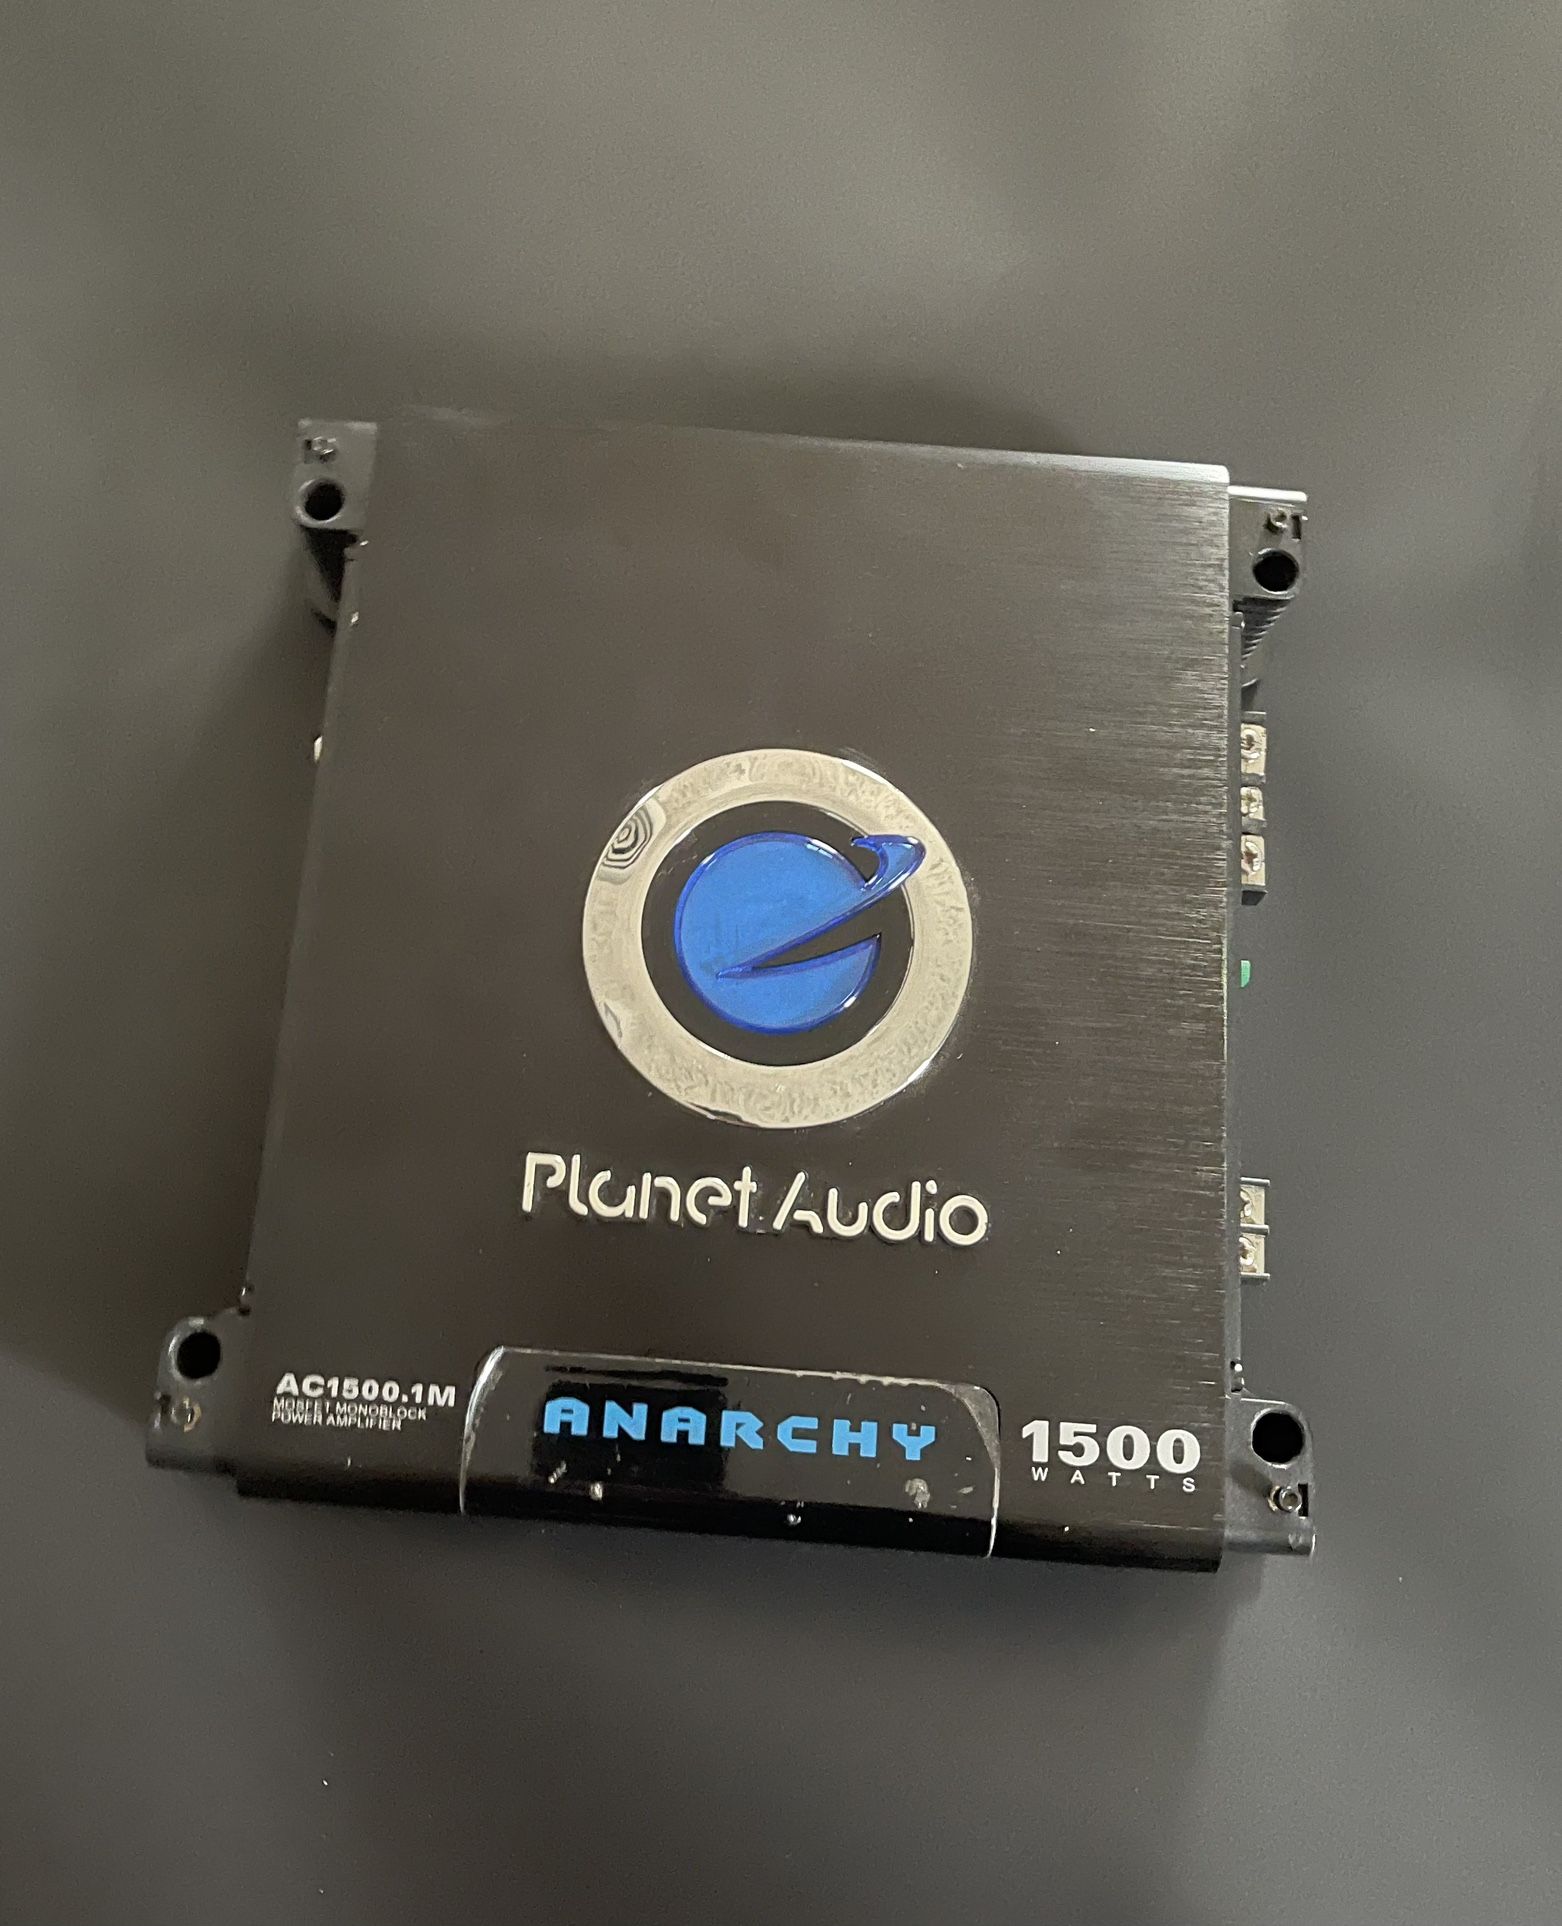 Planet Audio
AC1500.1M
MOSFET MONOBLOCK
POWER AMPLIFIER
ANARCHY
1500
WATTS